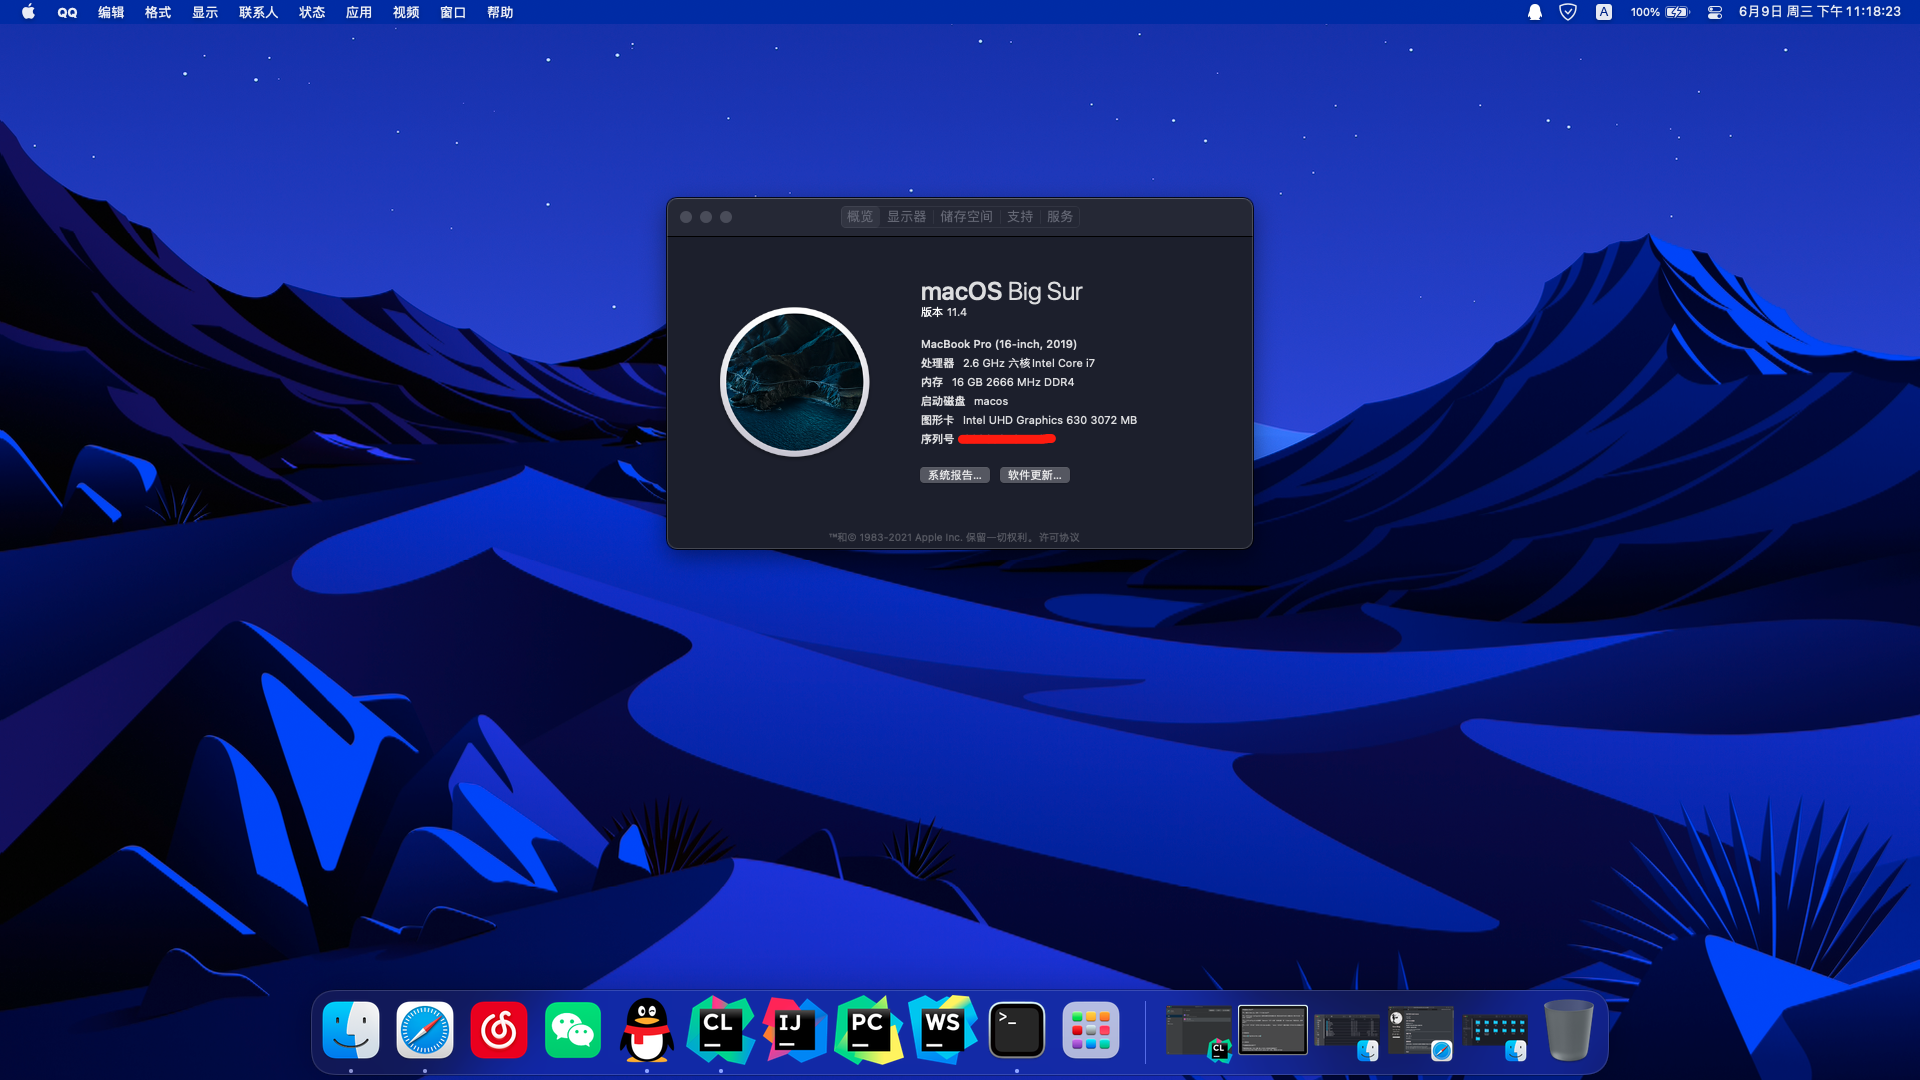 QQ 编辑 格式 显示 联系人 状态 应用 视频 窗口 帮助 A 100% 6月9日 周三 下午 11:18:23
概览 显示器 储存空间 支持 服务
macOS Big Sur
版本 11.4
MacBook Pro (16-inch, 2019)
处理器 2.6 GHz 六核Intel Core i7
内存 16 GB 2666 MHz DDR4
启动磁盘 macos
图形卡 Intel UHD Graphics 630 3072 MB
序列号
系统报告... 软件更新...
™和© 1983-2021 Apple Inc. 保留一切权利。许可协议
CL IJ PC WS >_ CL